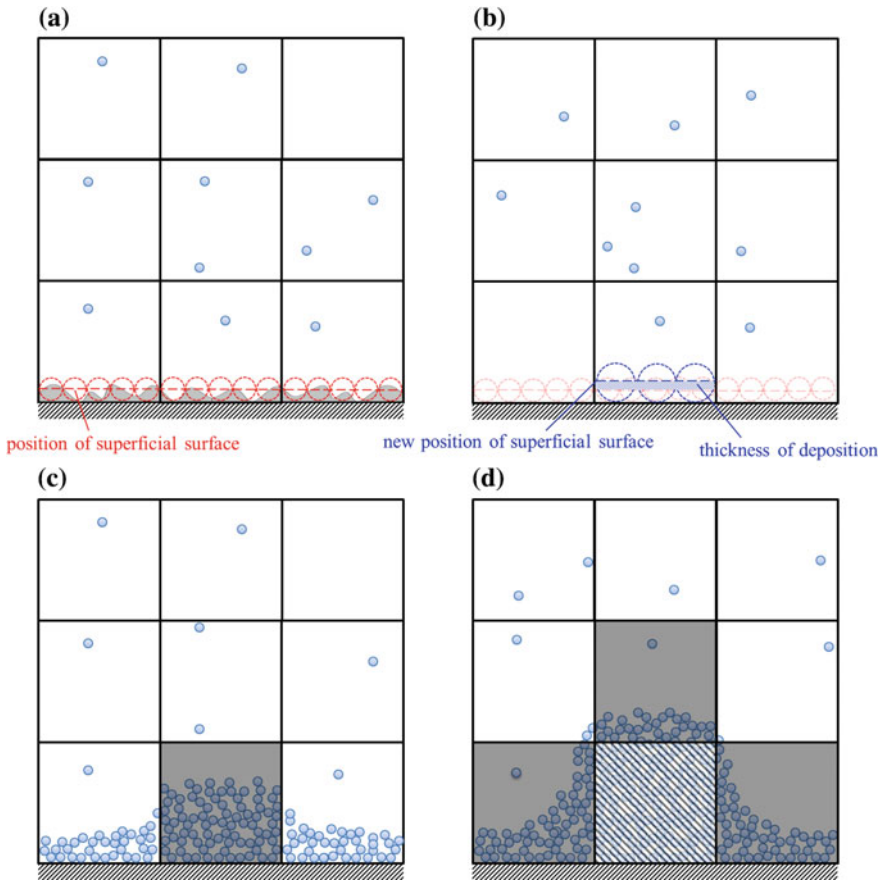 (a)
(b)
position of superficial surface
new position of superficial surface
thickness of deposition
(c)
(d)